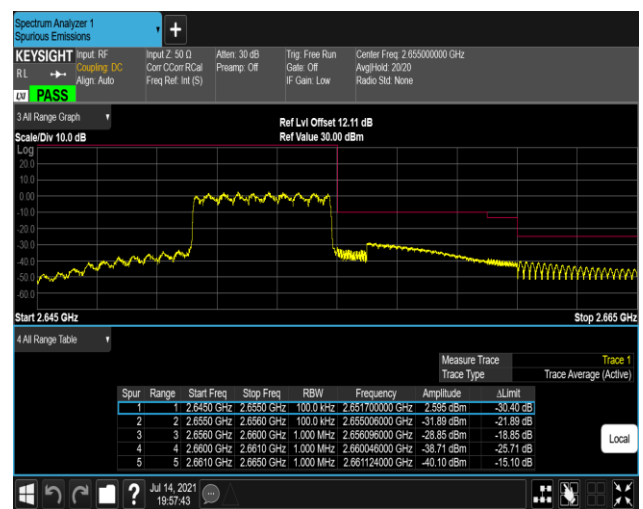 Spectrum Analyzer 1
Spurious Emissions
+
KEYSIGHT Input: RF Input Z: 50 Ω Atten: 30 dB Trig: Free Run Center Freq: 2.655000000 GHz
RL Coupling: DC Corr CCorr RCal Preamp: Off Gate: Off Avg|Hold: 20/20
Align: Auto Freq Ref: Int (S) IF Gain: Low Radio Std: None
LXI PASS
3 All Range Graph
Ref Lvl Offset 12.11 dB
Scale/Div 10.0 dB Ref Value 30.00 dBm
Log
20.0
10.0
0.00
-10.0
-20.0
-30.0
-40.0
-50.0
-60.0
Start 2.645 GHz Stop 2.665 GHz
4 All Range Table
Measure Trace Trace 1
Trace Type Trace Average (Active)
Spur Range Start Freq Stop Freq RBW Frequency Amplitude ΔLimit
1 1 2.6450 GHz 2.6550 GHz 100.0 kHz 2.651700000 GHz 2.595 dBm -30.40 dB
2 2 2.6550 GHz 2.6560 GHz 100.0 kHz 2.655006000 GHz -31.89 dBm -21.89 dB
3 3 2.6560 GHz 2.6600 GHz 1.000 MHz 2.656096000 GHz -28.85 dBm -18.85 dB
4 4 2.6600 GHz 2.6610 GHz 1.000 MHz 2.660046000 GHz -38.71 dBm -25.71 dB
5 5 2.6610 GHz 2.6650 GHz 1.000 MHz 2.661124000 GHz -40.10 dBm -15.10 dB
Local
? Jul 14, 2021
19:57:43